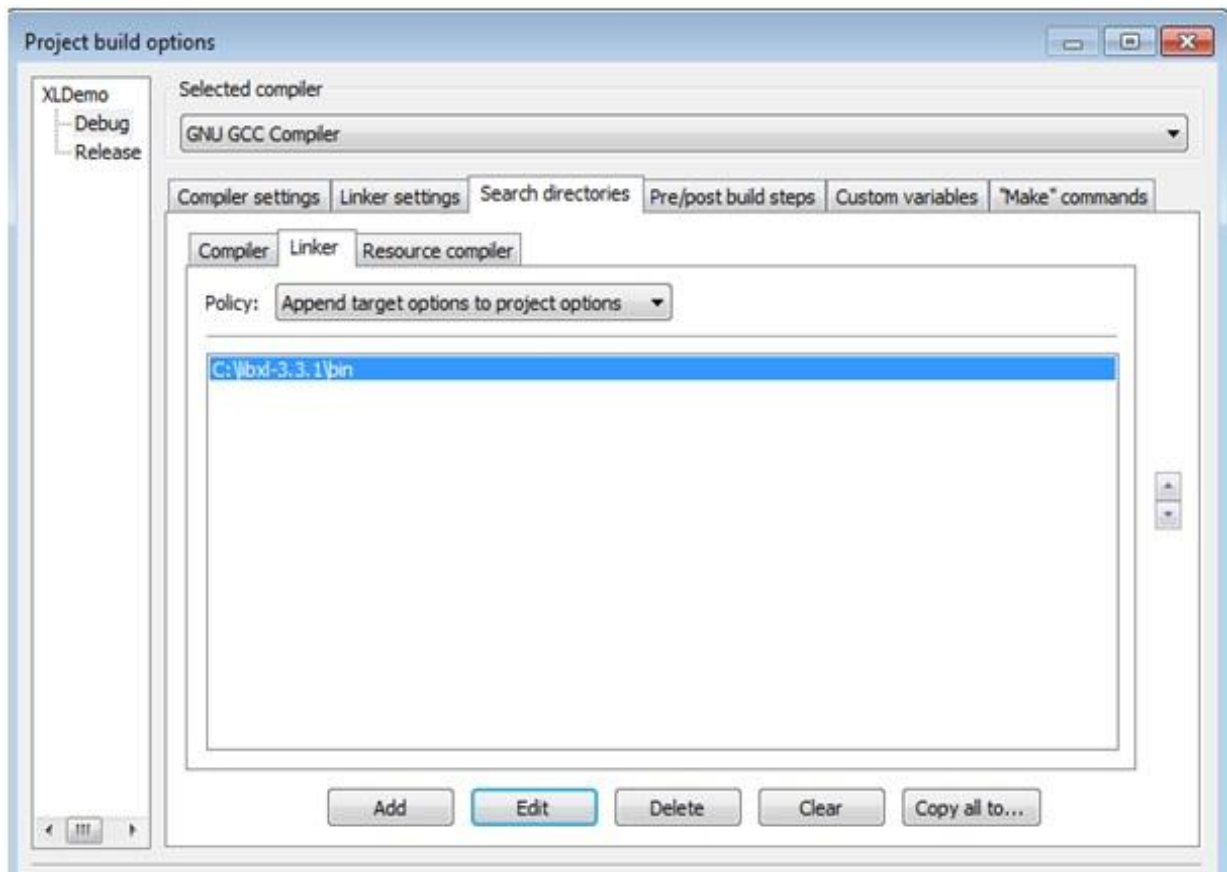 Project build options
XLDemo
Debug
Release
Selected compiler
GNU GCC Compiler
Compiler settings
Linker settings
Search directories
Pre/post build steps
Custom variables
"Make" commands
Compiler
Linker
Resource compiler
Policy:
Append target options to project options
C:\libxl-3.3.1\bin
Add
Edit
Delete
Clear
Copy all to...